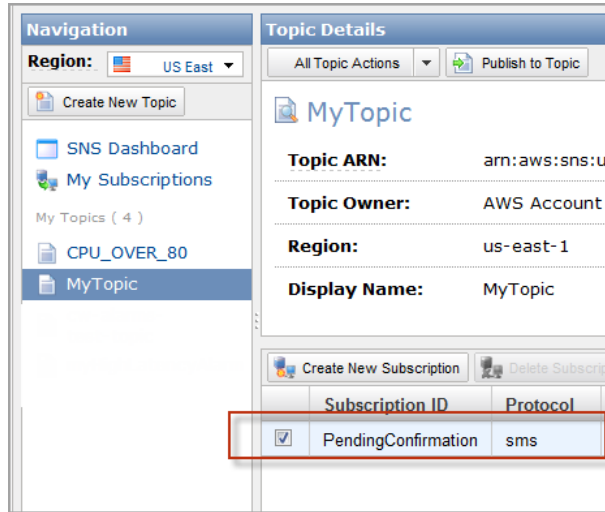 Navigation
Region: US East
Create New Topic
SNS Dashboard
My Subscriptions
My Topics ( 4 )
CPU_OVER_80
MyTopic
Topic Details
All Topic Actions Publish to Topic
MyTopic
Topic ARN: arn:aws:sns:u
Topic Owner: AWS Account
Region: us-east-1
Display Name: MyTopic
Create New Subscription Delete Subscrip
Subscription ID Protocol
PendingConfirmation sms